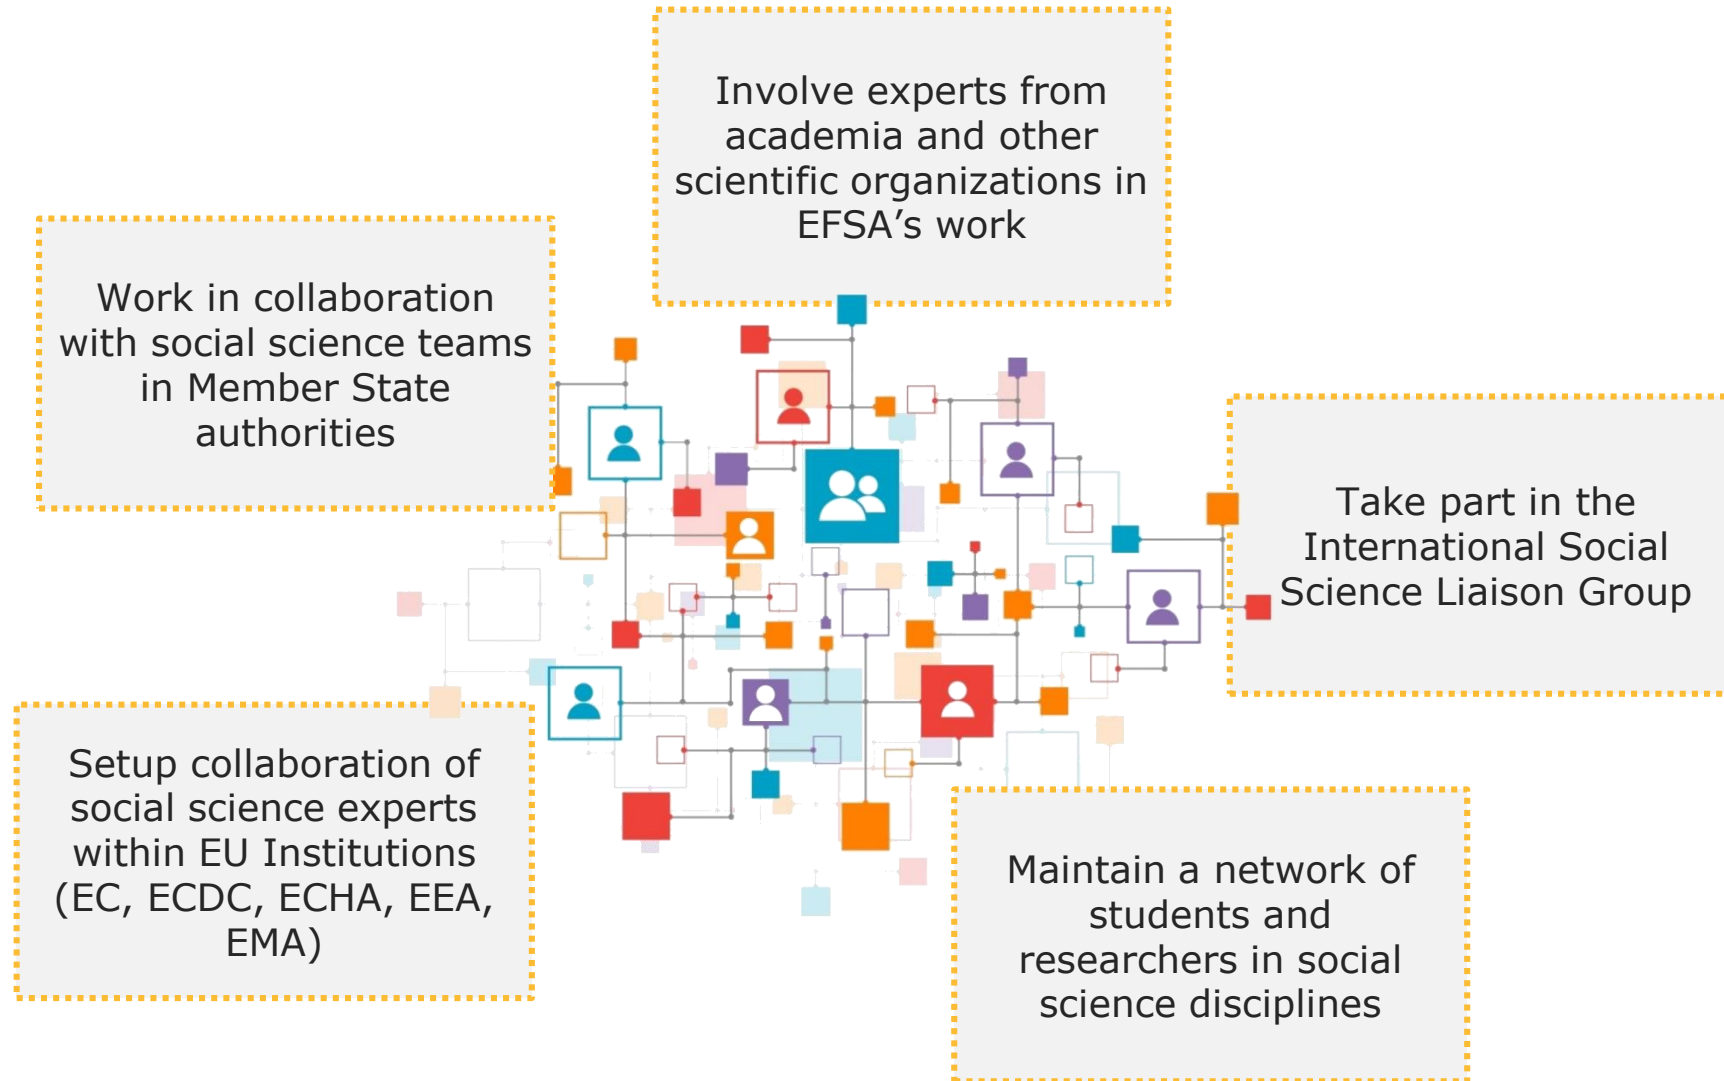 Involve experts from
academia and other
scientific organizations in
EFSA’s work
Work in collaboration
with social science teams
in Member State
authorities
Take part in the
International Social
Science Liaison Group
Setup collaboration of
social science experts
within EU Institutions
(EC, ECDC, ECHA, EEA,
EMA)
Maintain a network of
students and
researchers in social
science disciplines